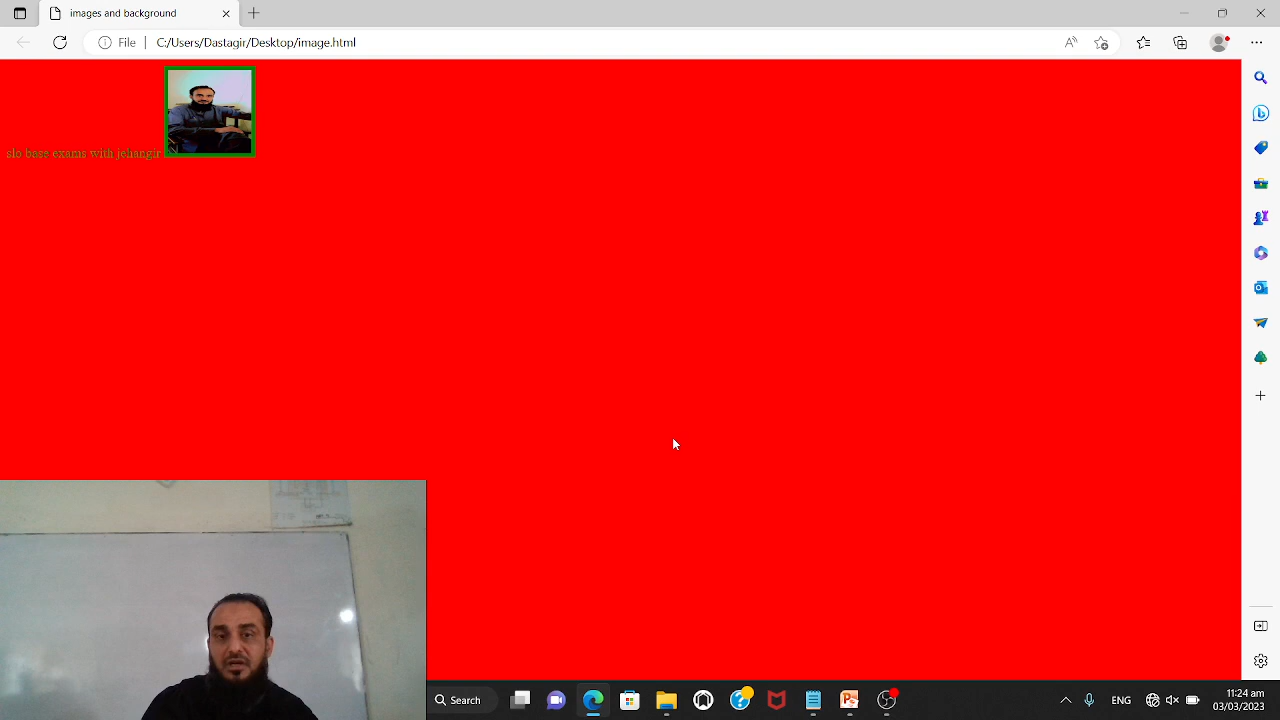 images and background
File
C:/Users/Dastagir/Desktop/image.html
slo base exams with jehangir
Search
ENG
11:24 am
03/03/2023